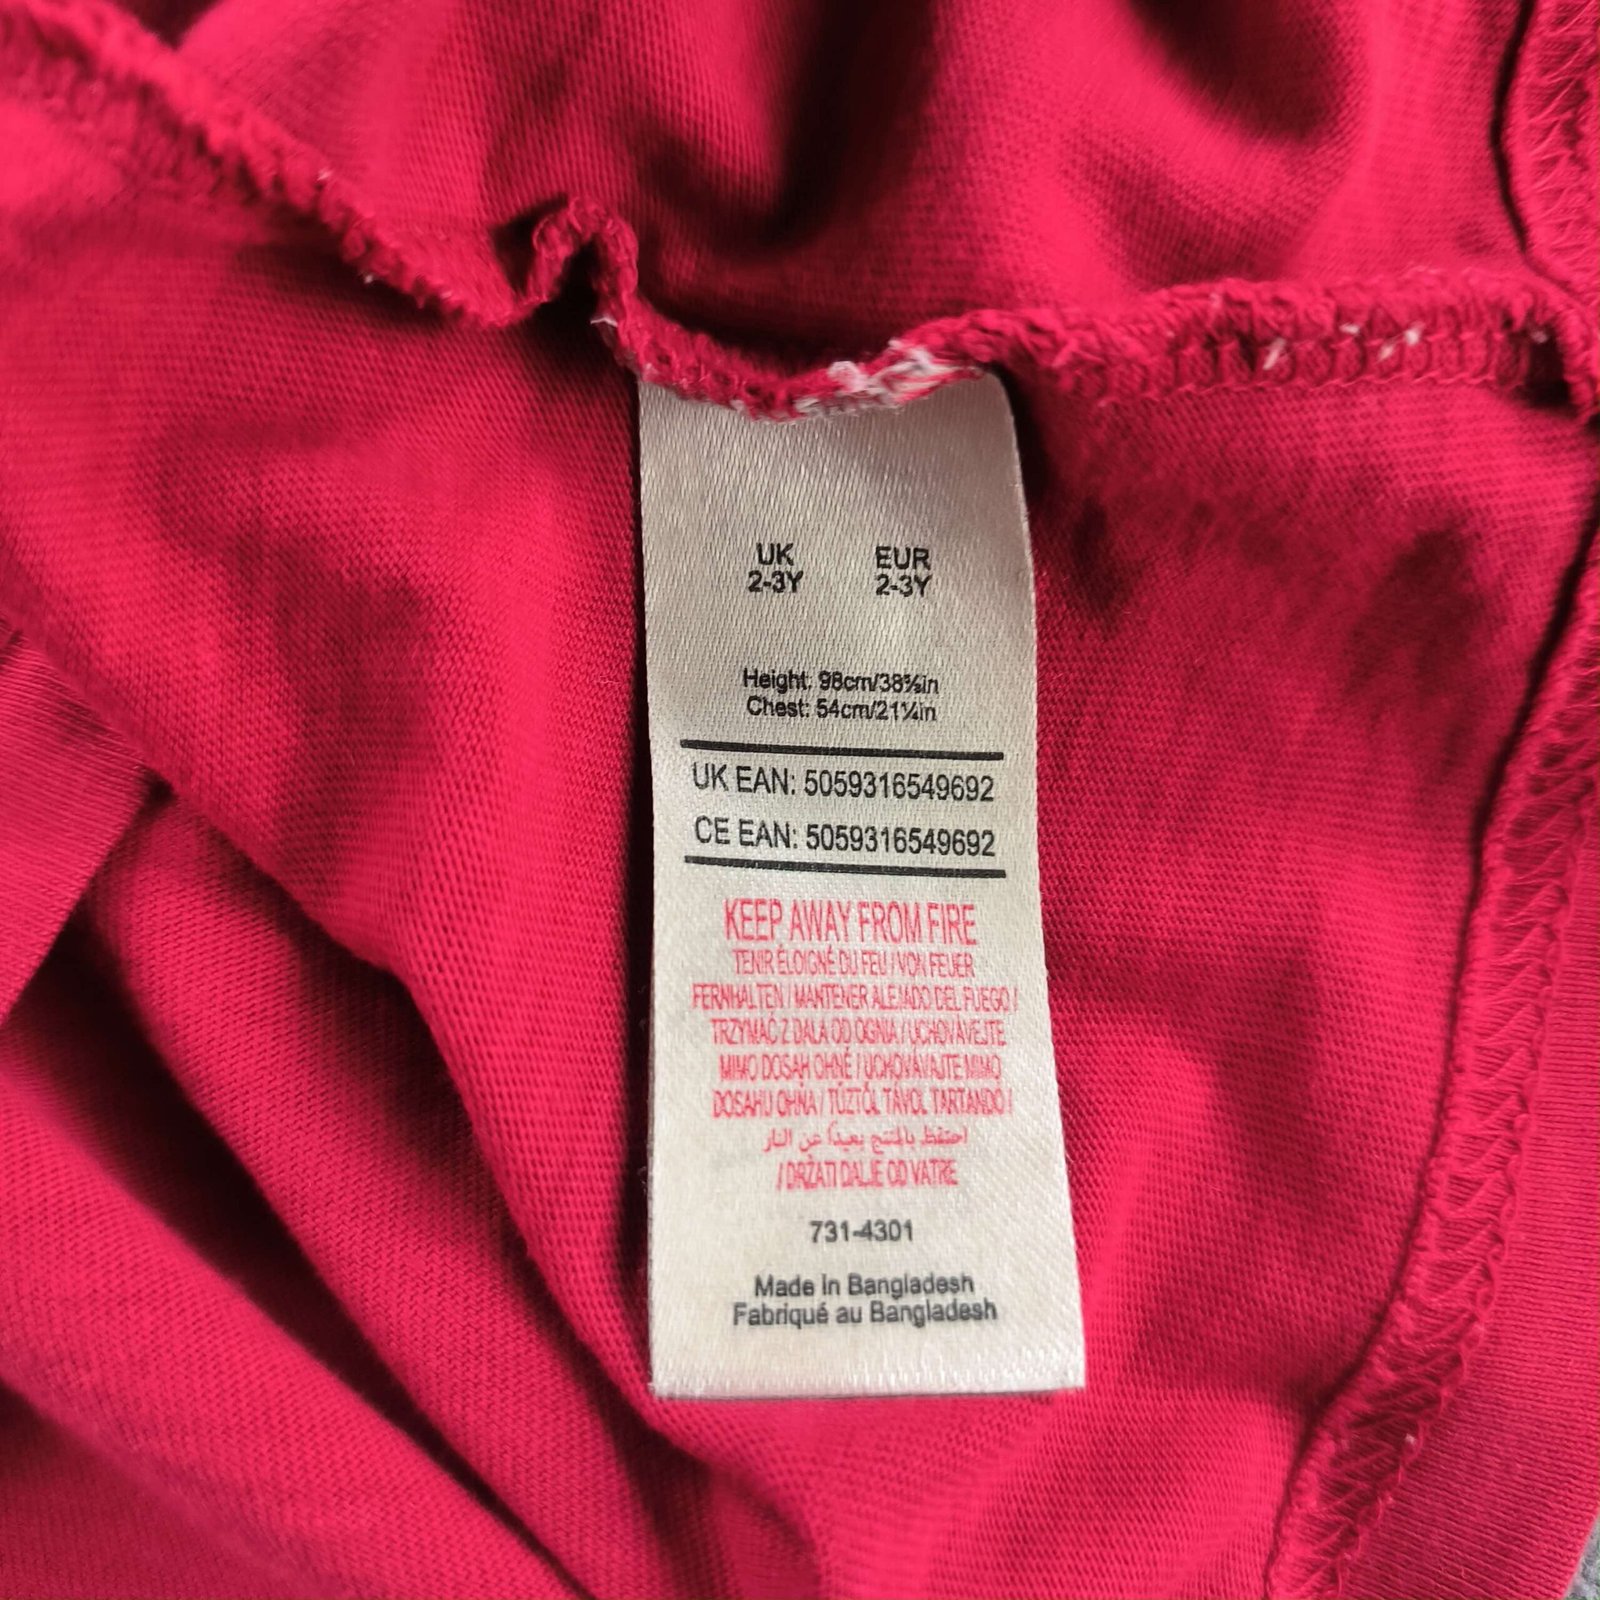 UK EUR
2-3Y 2-3Y
Height: 98cm/38⅝in
Chest: 54cm/21¼in
UK EAN: 5059316549692
CE EAN: 5059316549692
KEEP AWAY FROM FIRE
TENIR ÉLOIGNÉ DU FEU / VON FEUER
FERNHALTEN / MANTENER ALEJADO DEL FUEGO /
TRZYMAĆ Z DALA OD OGNIA / UCHOVÁVEJTE
MIMO DOSAH OHNĚ / UCHOVÁVAJTE MIMO
DOSAHU OHŇA / TŰZTŐL TÁVOL TARTANDÓ /
احتفظ بالمنتج بعيداً عن النار
/ DRŽATI DALJE OD VATRE
731-4301
Made in Bangladesh
Fabriqué au Bangladesh